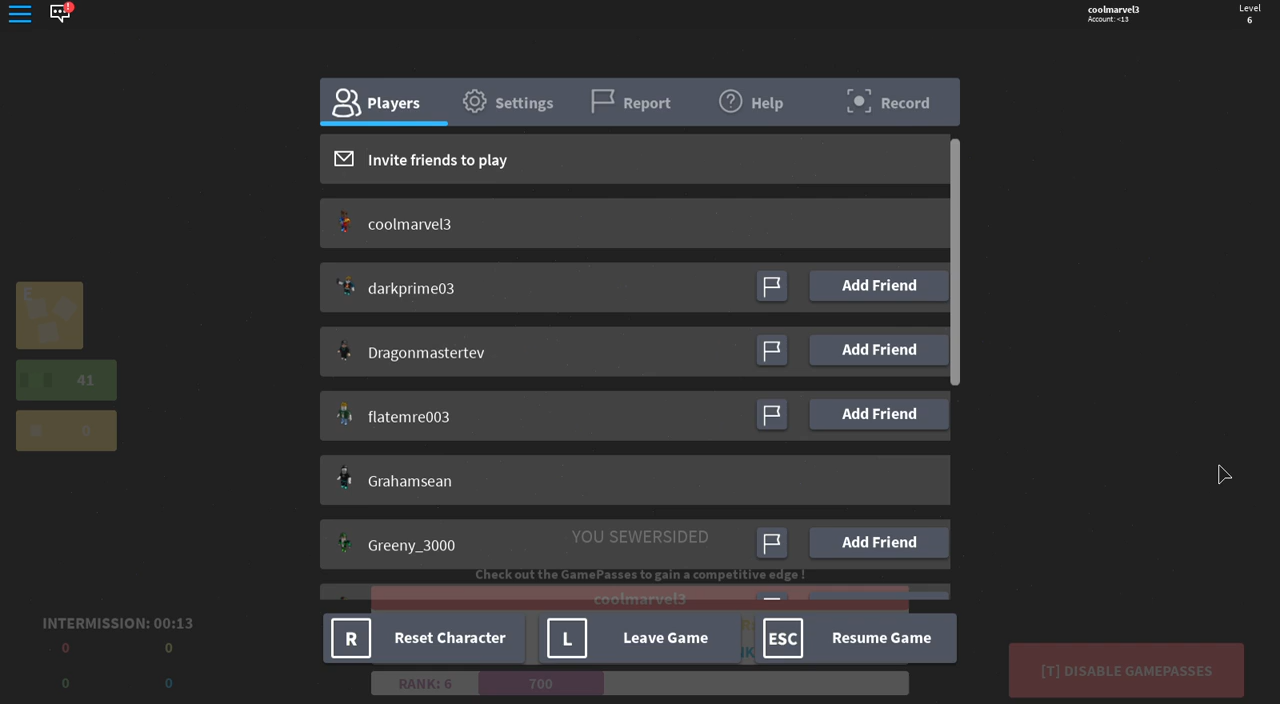 coolmarvel3
Account: <13
Level
6
Players
Settings
Report
Help
Record
Invite friends to play
coolmarvel3
darkprime03
Add Friend
Dragonmastertev
Add Friend
flatemre003
Add Friend
Grahamsean
Greeny_3000
Add Friend
E
41
0
YOU SEWERSIDED
Check out the GamePasses to gain a competitive edge !
coolmarvel3
INTERMISSION: 00:13
0 0
0 0
R Reset Character
L Leave Game
ESC Resume Game
RANK: 6 700
[T] DISABLE GAMEPASSES